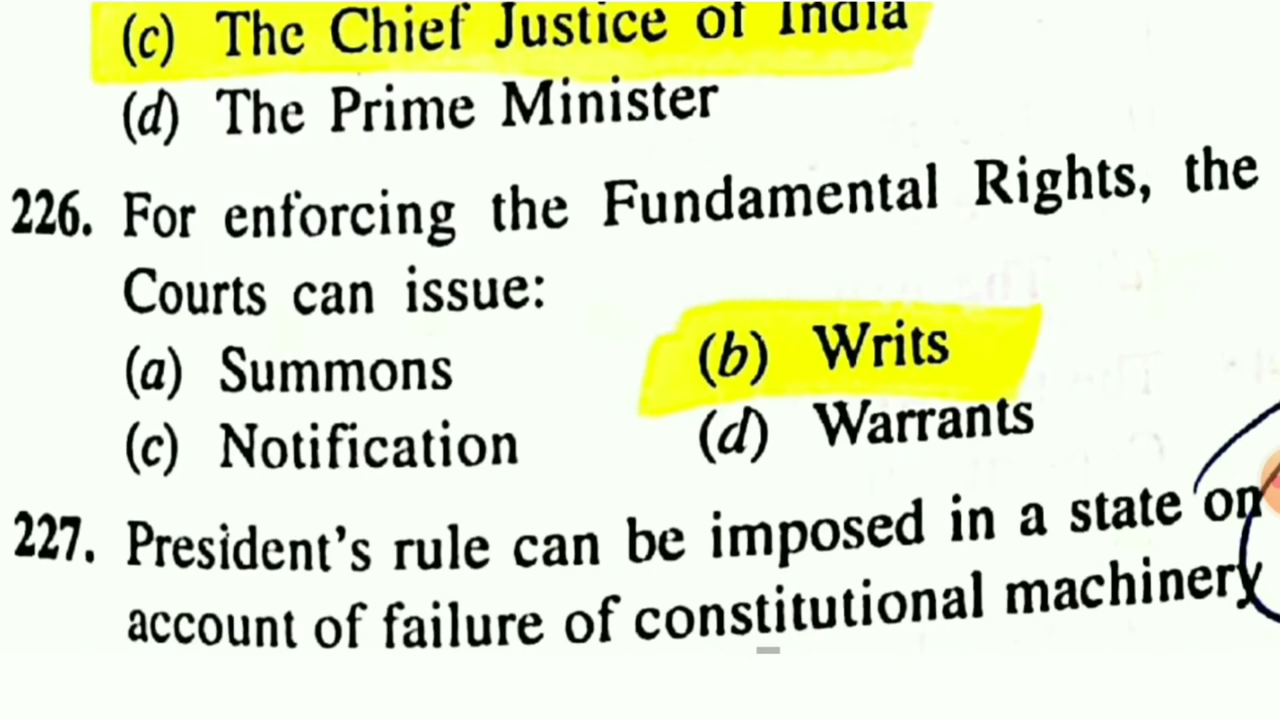 (c) The Chief Justice of India
(d) The Prime Minister
226. For enforcing the Fundamental Rights, the
Courts can issue:
(a) Summons (b) Writs
(c) Notification (d) Warrants
227. President's rule can be imposed in a state on
account of failure of constitutional machinery